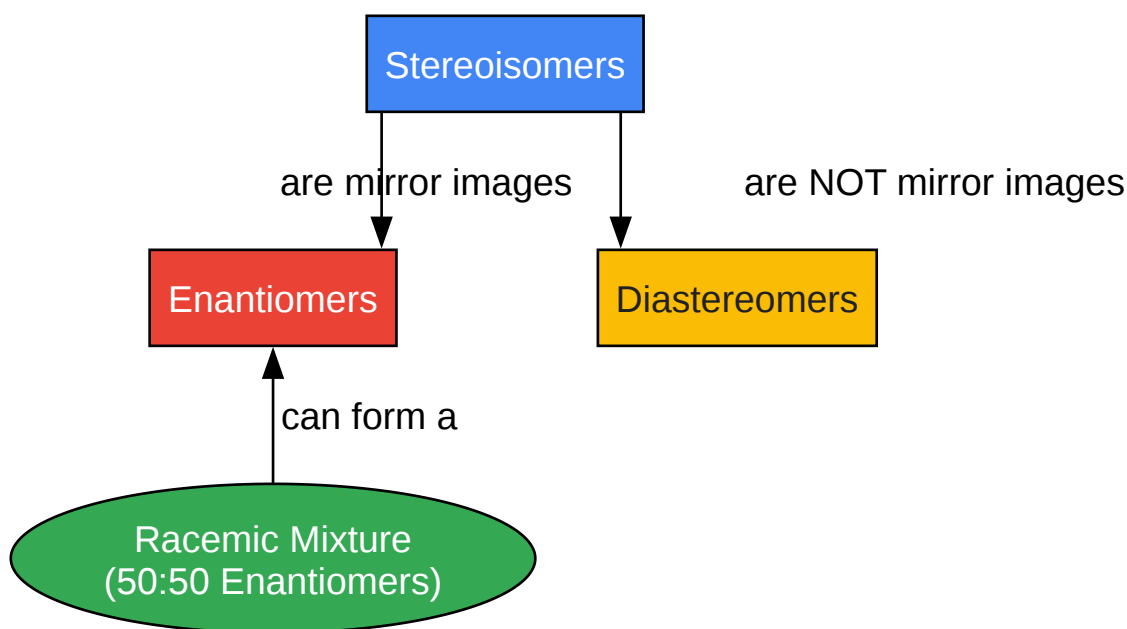 Stereoisomers
are mirror images
are NOT mirror images
Enantiomers
Diastereomers
can form a
Racemic Mixture
(50:50 Enantiomers)